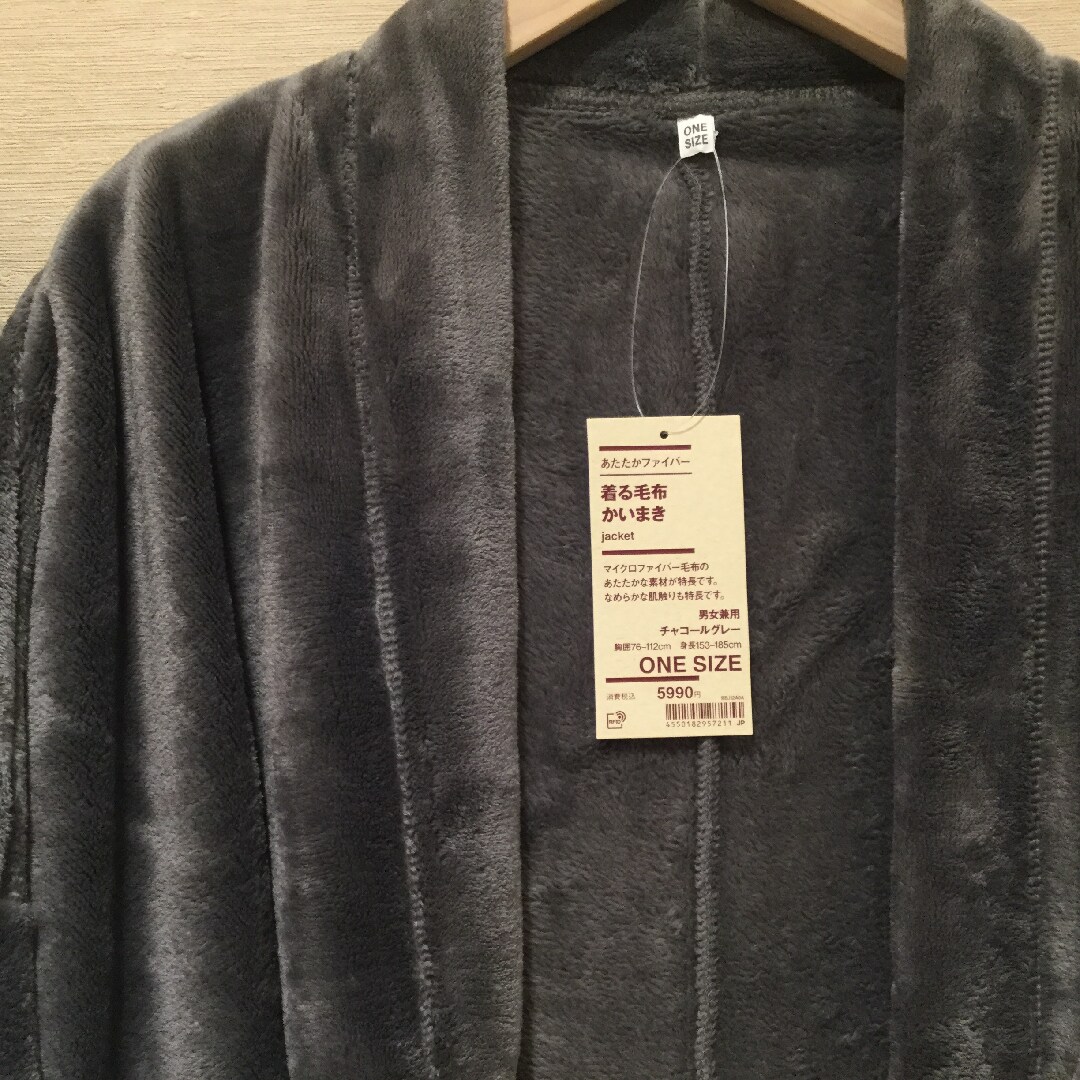 ONE
SIZE
あたたかファイバー
着る毛布
かいまき
jacket
マイクロファイバー毛布の
あたたかな素材が特長です。
なめらかな肌触りも特長です。
男女兼用
チャコールグレー
胸囲76-112cm 身長153-185cm
ONE SIZE
消費税込 5990円
RFID
4550182957211 JP